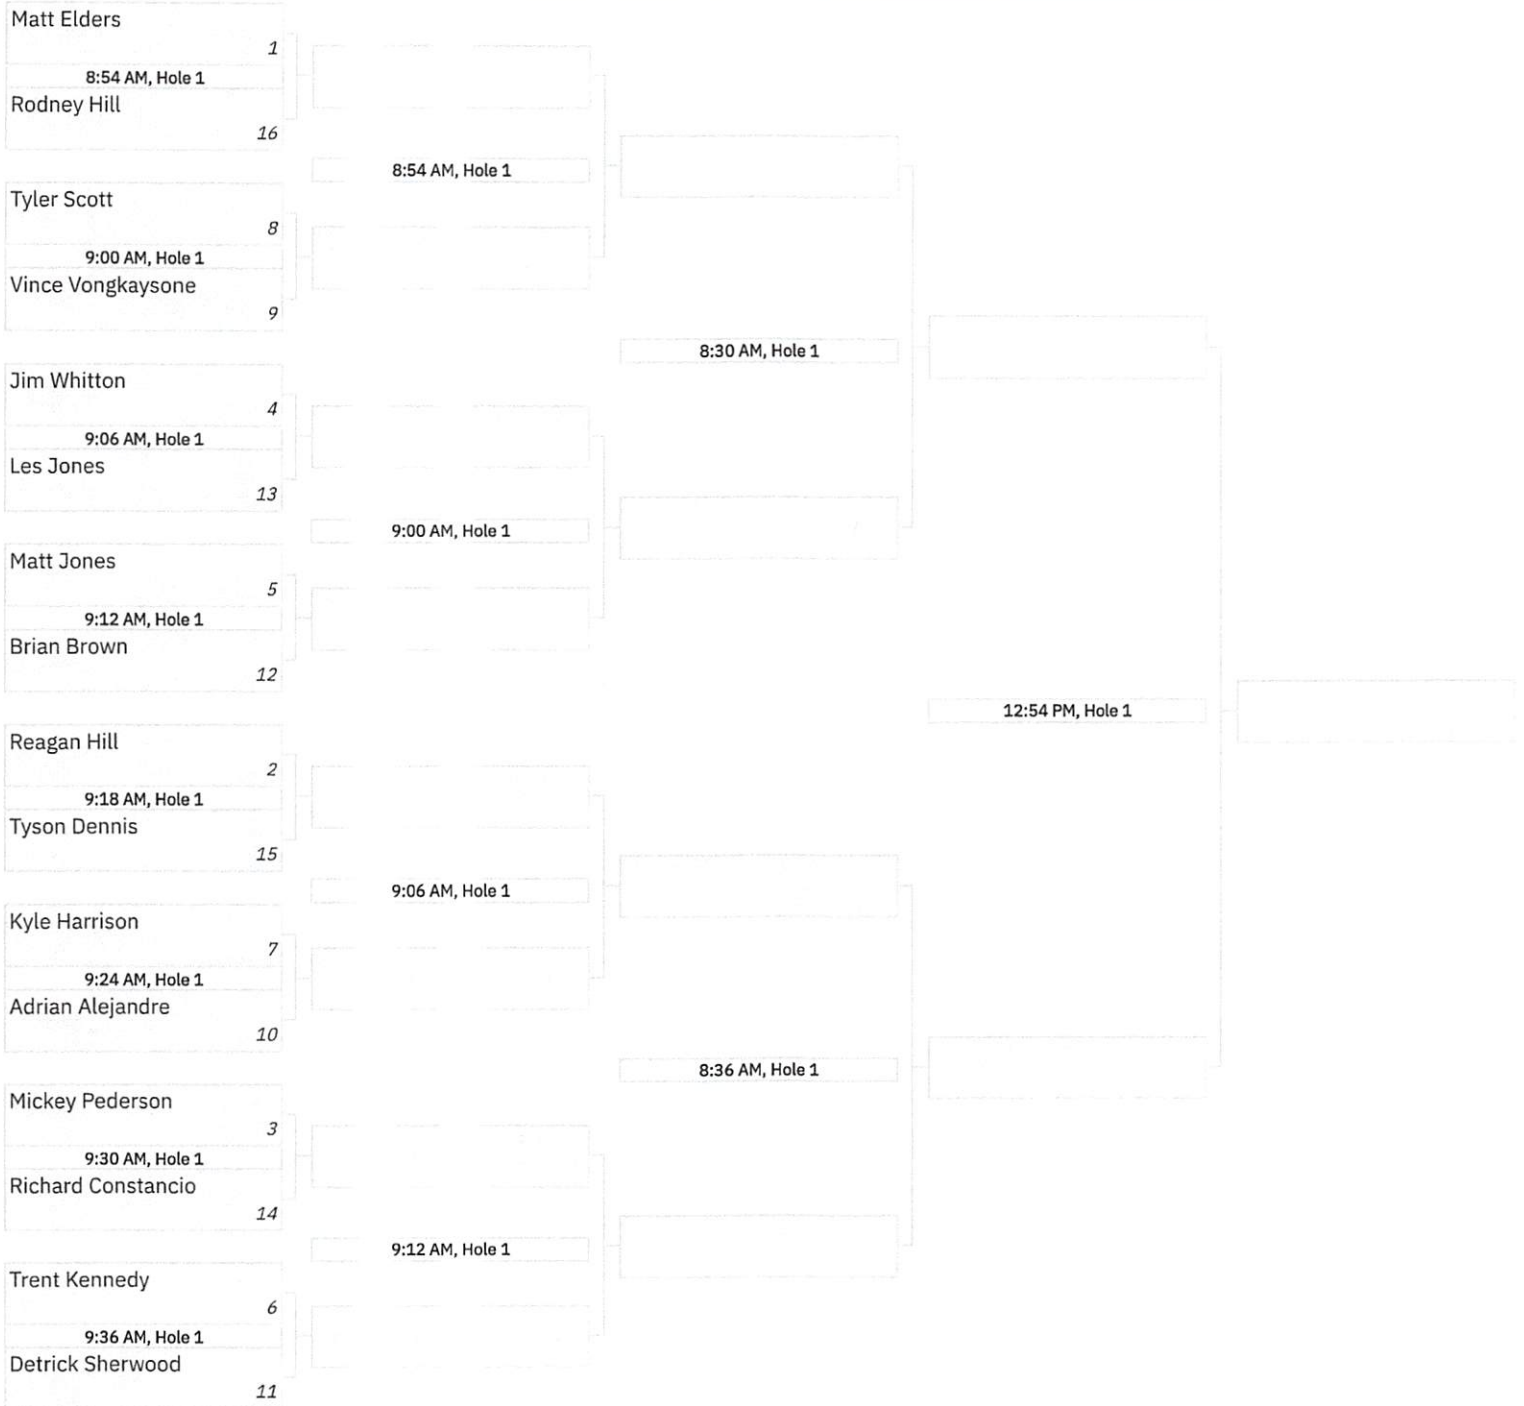 Matt Elders
1
8:54 AM, Hole 1
Rodney Hill
16
8:54 AM, Hole 1
Tyler Scott
8
9:00 AM, Hole 1
Vince Vongkaysone
9
8:30 AM, Hole 1
Jim Whitton
4
9:06 AM, Hole 1
Les Jones
13
9:00 AM, Hole 1
Matt Jones
5
9:12 AM, Hole 1
Brian Brown
12
12:54 PM, Hole 1
Reagan Hill
2
9:18 AM, Hole 1
Tyson Dennis
15
9:06 AM, Hole 1
Kyle Harrison
7
9:24 AM, Hole 1
Adrian Alejandre
10
8:36 AM, Hole 1
Mickey Pederson
3
9:30 AM, Hole 1
Richard Constancio
14
9:12 AM, Hole 1
Trent Kennedy
6
9:36 AM, Hole 1
Detrick Sherwood
11